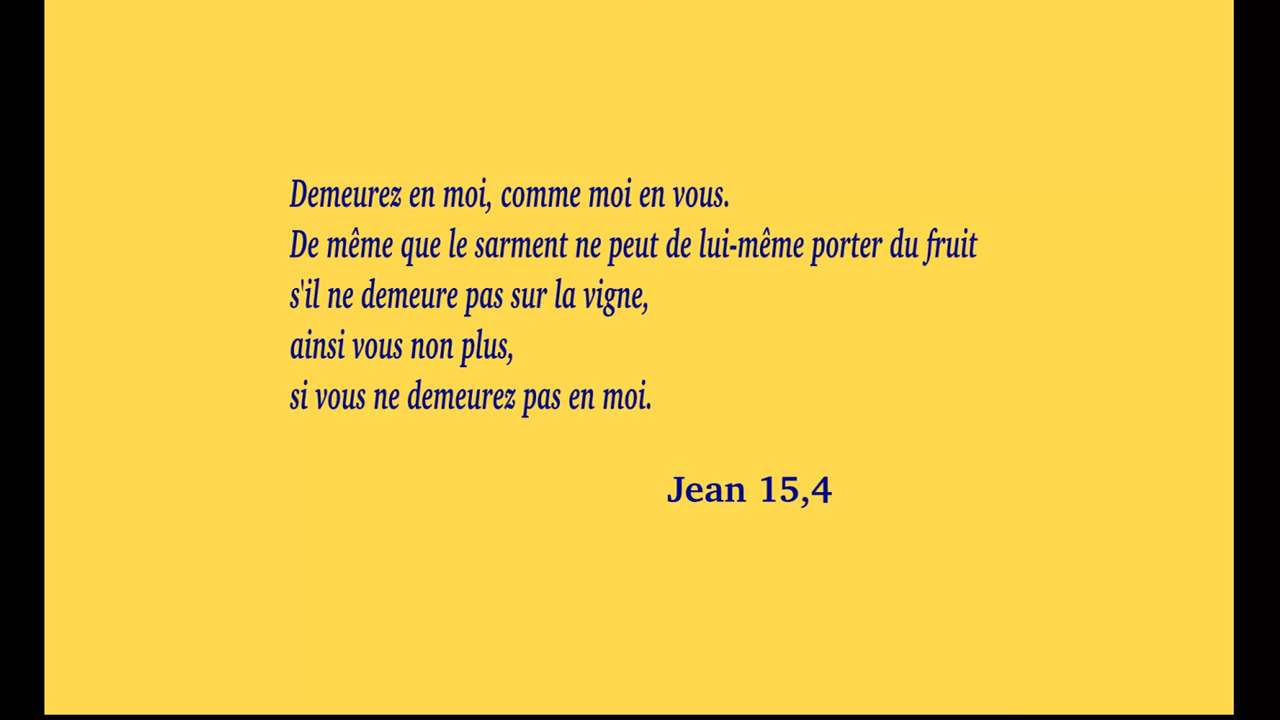 Demeurez en moi, comme moi en vous.
De même que le sarment ne peut de lui-même porter du fruit
s'il ne demeure pas sur la vigne,
ainsi vous non plus,
si vous ne demeurez pas en moi.
Jean 15,4